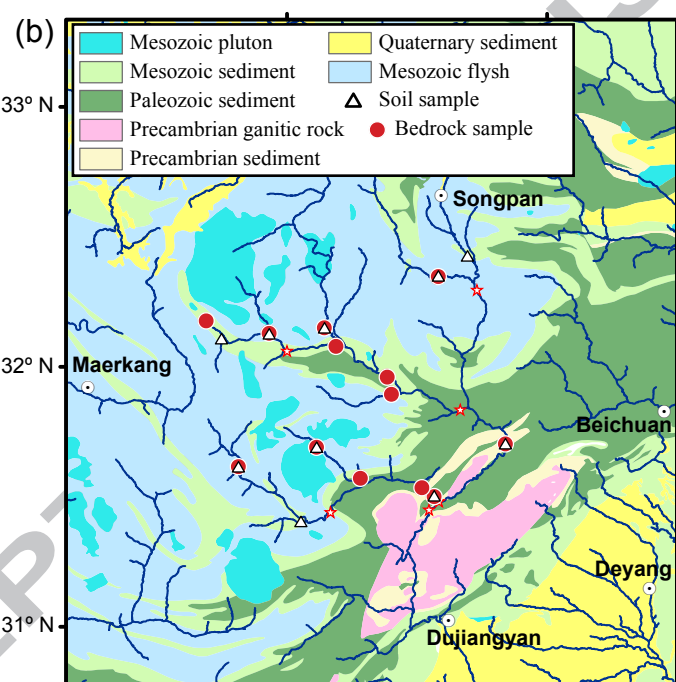 (b)
Mesozoic pluton
Mesozoic sediment
Paleozoic sediment
Precambrian ganitic rock
Precambrian sediment
Quaternary sediment
Mesozoic flysh
Soil sample
Bedrock sample
33° N
Songpan
32° N
Maerkang
Beichuan
Deyang
31° N
Dujiangyan